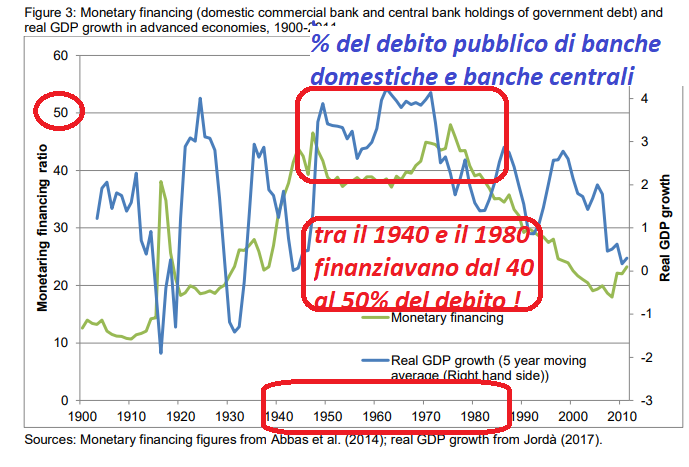 Figure 3: Monetary financing (domestic commercial bank and central bank holdings of government debt) and
real GDP growth in advanced economies, 1900-
% del debito pubblico di banche
domestiche e banche centrali
60
50
40
30
20
10
0
Monetaring financing ratio
4
3
2
1
0
-1
-2
-3
Real GDP growth
tra il 1940 e il 1980
finanziavano dal 40
al 50% del debito !
Monetary financing
Real GDP growth (5 year moving
average (Right hand side))
1900 1910 1920 1930 1940 1950 1960 1970 1980 1990 2000 2010
Sources: Monetary financing figures from Abbas et al. (2014); real GDP growth from Jordà (2017).